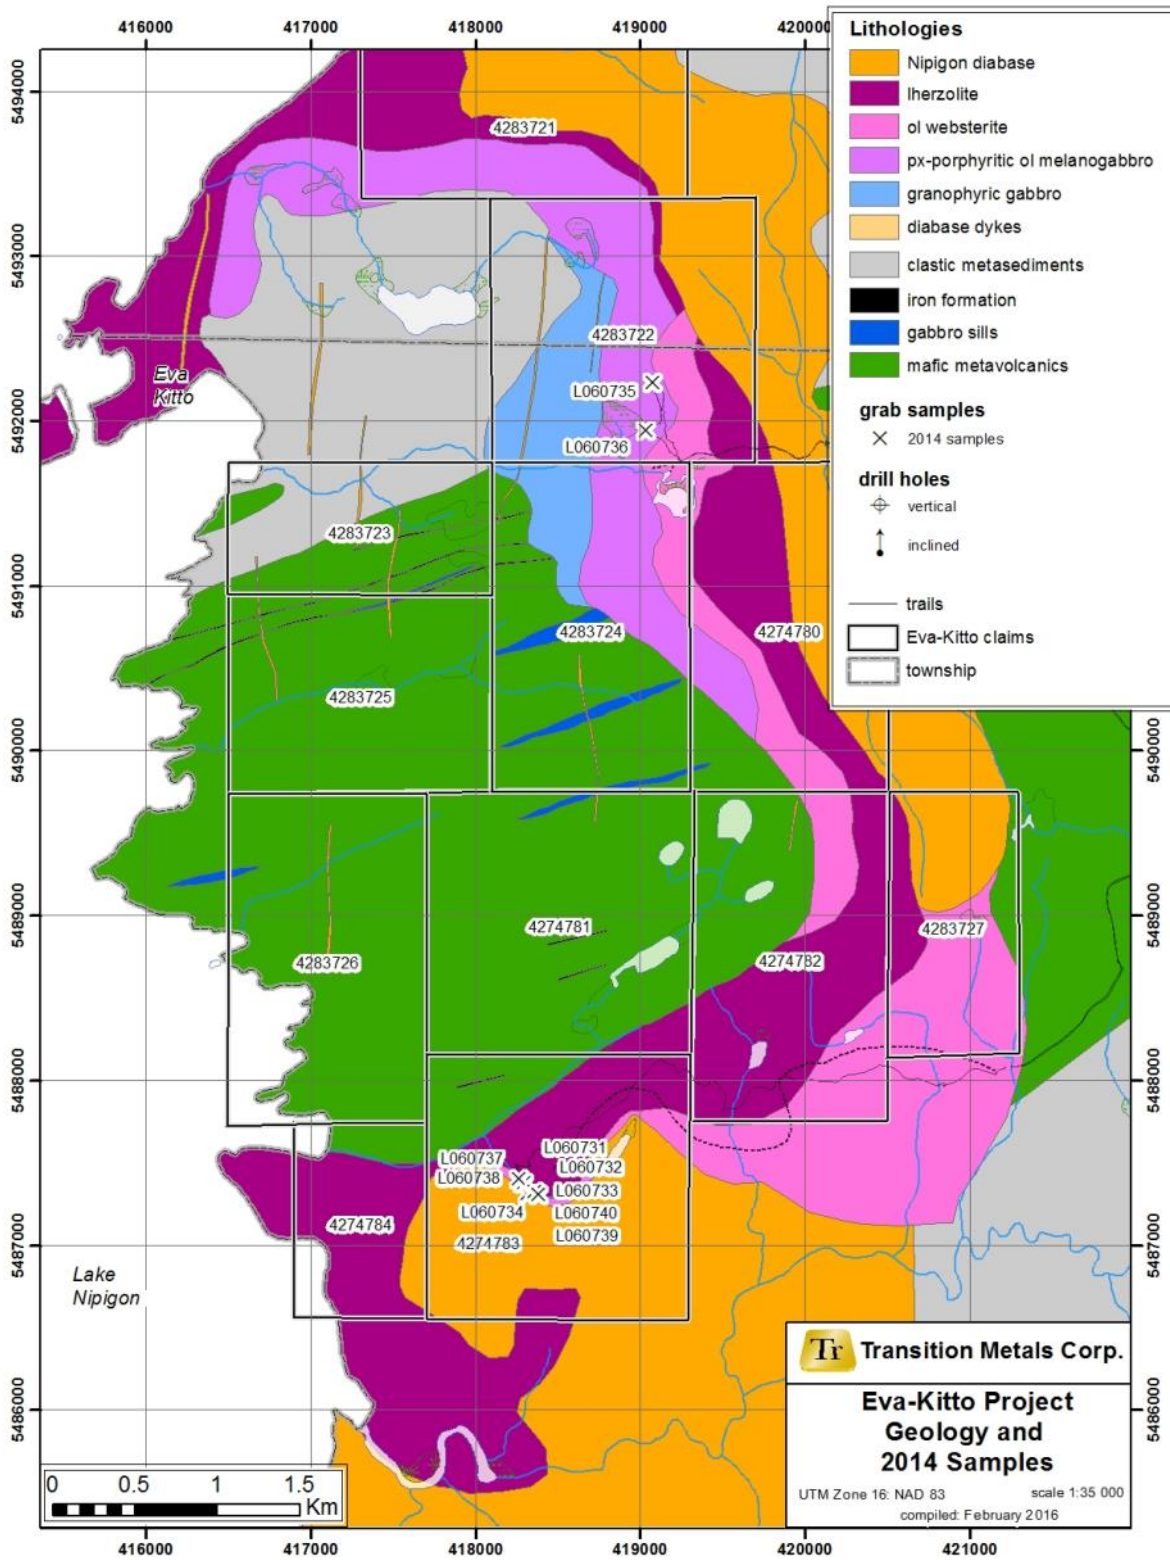 416000 417000 418000 419000 420000
5494000
5493000
5492000
5491000
5490000
5489000
5488000
5487000
5486000
Lithologies
Nipigon diabase
lherzolite
ol websterite
px-porphyritic ol melanogabbro
granophyric gabbro
diabase dykes
clastic metasediments
iron formation
gabbro sills
mafic metavolcanics
grab samples
2014 samples
drill holes
vertical
inclined
trails
Eva-Kitto claims
township
4283721
4283722
Eva
Kitto
L060735
L060736
4283723
4283724
4274780
4283725
4274781
4283727
4283726
4274782
L060731
L060737
L060732
L060738
L060733
L060734
L060740
4274784
4274783
L060739
Lake
Nipigon
5490000
5489000
5488000
5487000
5486000
Tr Transition Metals Corp.
Eva-Kitto Project
Geology and
2014 Samples
UTM Zone 16: NAD 83 scale 1:35 000
compiled: February 2016
0 0.5 1 1.5
Km
416000 417000 418000 419000 420000 421000